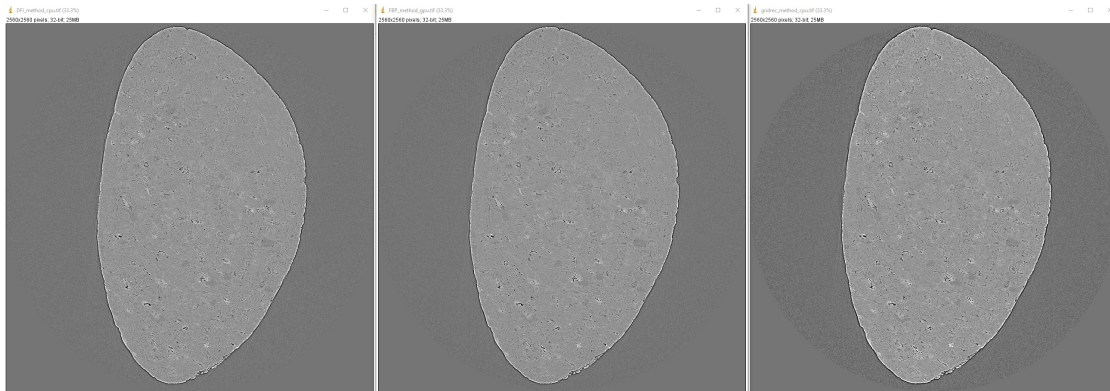 DFI_method_cpu.tif (33.3%)
2560x2560 pixels; 32-bit; 25MB
FBP_method_gpu.tif (33.3%)
2560x2560 pixels; 32-bit; 25MB
gridrec_method_cpu.tif (33.3%)
2560x2560 pixels; 32-bit; 25MB